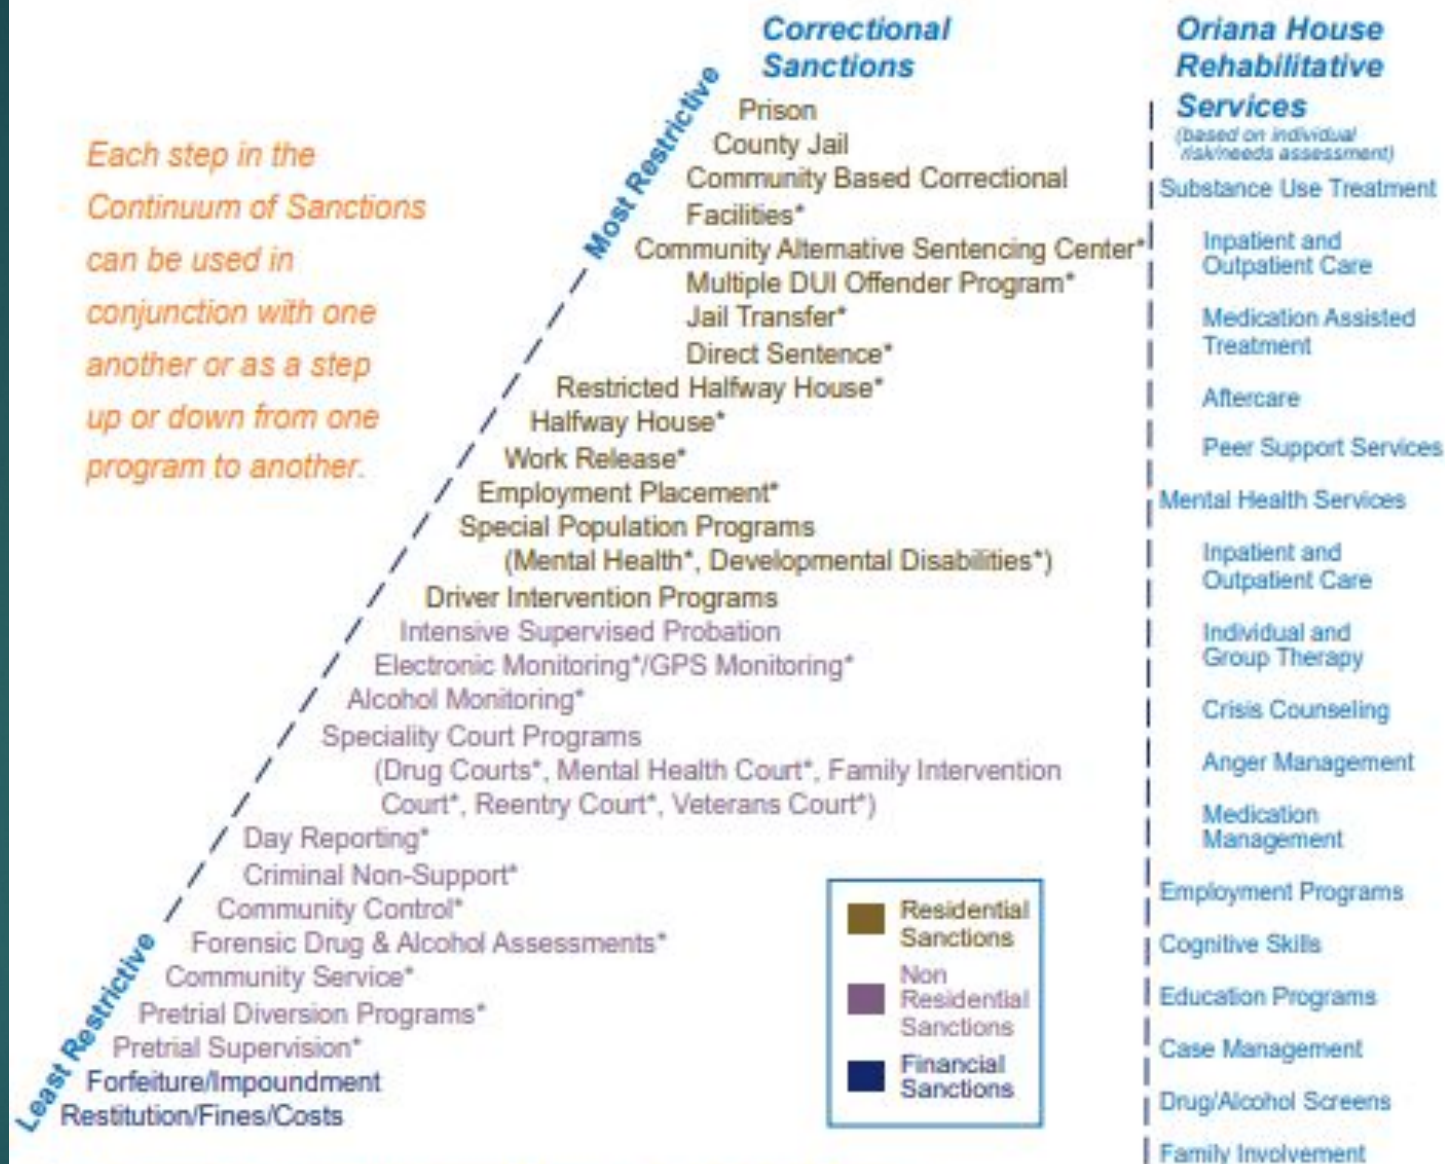 Correctional
Sanctions
Oriana House
Rehabilitative
Services
(based on individual
risk/needs assessment)
Each step in the
Continuum of Sanctions
can be used in
conjunction with one
another or as a step
up or down from one
program to another.
Most Restrictive
Prison
County Jail
Community Based Correctional
Facilities*
Community Alternative Sentencing Center*
Multiple DUI Offender Program*
Jail Transfer*
Direct Sentence*
Restricted Halfway House*
Halfway House*
Work Release*
Employment Placement*
Special Population Programs
(Mental Health*, Developmental Disabilities*)
Driver Intervention Programs
Intensive Supervised Probation
Electronic Monitoring*/GPS Monitoring*
Alcohol Monitoring*
Speciality Court Programs
(Drug Courts*, Mental Health Court*, Family Intervention
Court*, Reentry Court*, Veterans Court*)
Day Reporting*
Criminal Non-Support*
Community Control*
Forensic Drug & Alcohol Assessments*
Community Service*
Pretrial Diversion Programs*
Pretrial Supervision*
Forfeiture/Impoundment
Restitution/Fines/Costs
Least Restrictive
Residential
Sanctions
Non
Residential
Sanctions
Financial
Sanctions
Substance Use Treatment
Inpatient and
Outpatient Care
Medication Assisted
Treatment
Aftercare
Peer Support Services
Mental Health Services
Inpatient and
Outpatient Care
Individual and
Group Therapy
Crisis Counseling
Anger Management
Medication
Management
Employment Programs
Cognitive Skills
Education Programs
Case Management
Drug/Alcohol Screens
Family Involvement